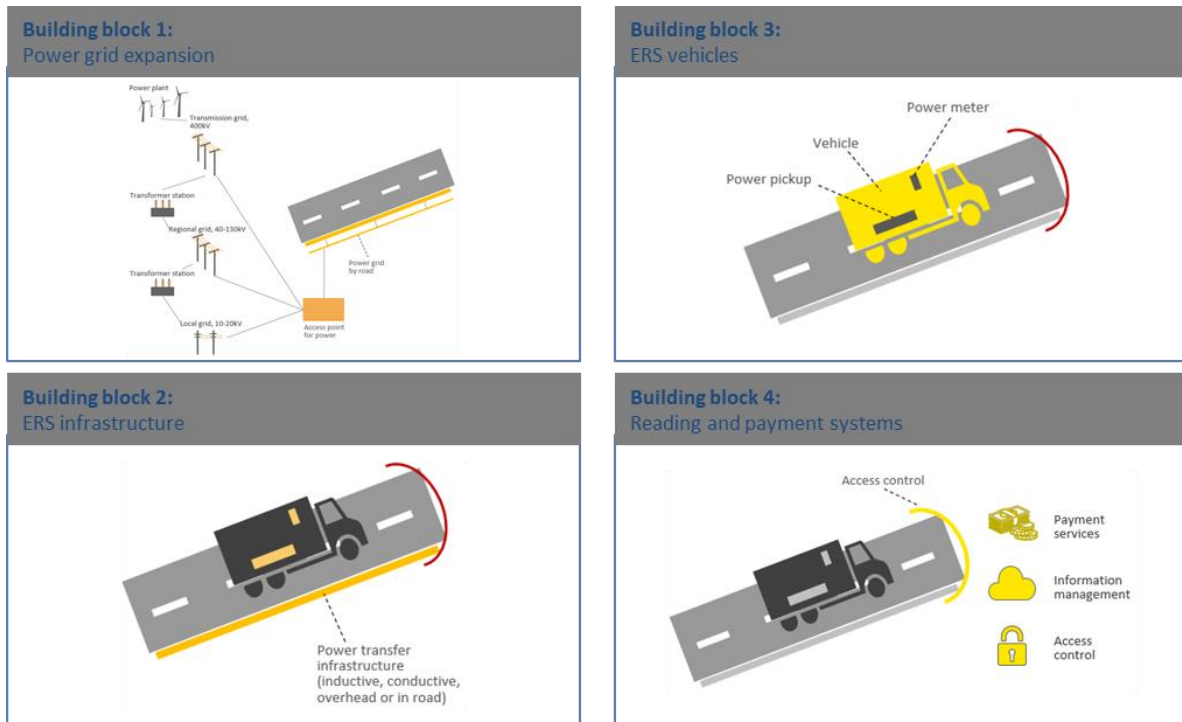 Building block 1:
Power grid expansion
Power plant
Transmission grid,
400kV
Transformer station
Regional grid, 40-130kV
Transformer station
Local grid, 10-20kV
Power grid
by road
Access point
for power
Building block 3:
ERS vehicles
Power meter
Vehicle
Power pickup
Building block 2:
ERS infrastructure
Power transfer
infrastructure
(inductive, conductive,
overhead or in road)
Building block 4:
Reading and payment systems
Access control
Payment
services
Information
management
Access
control